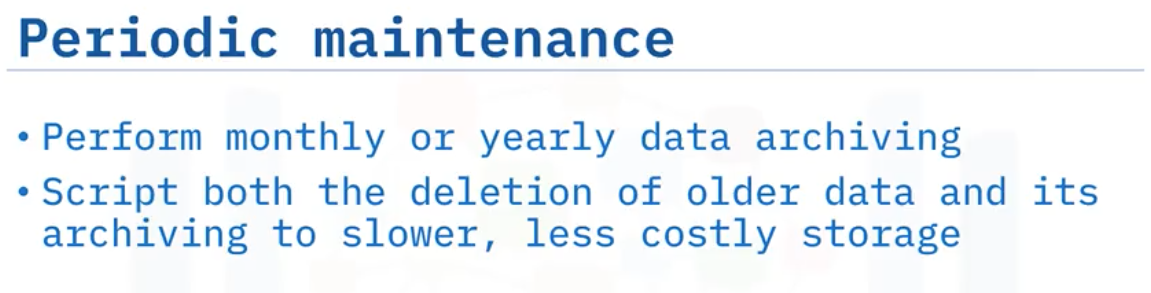 Periodic maintenance
• Perform monthly or yearly data archiving
• Script both the deletion of older data and its
archiving to slower, less costly storage